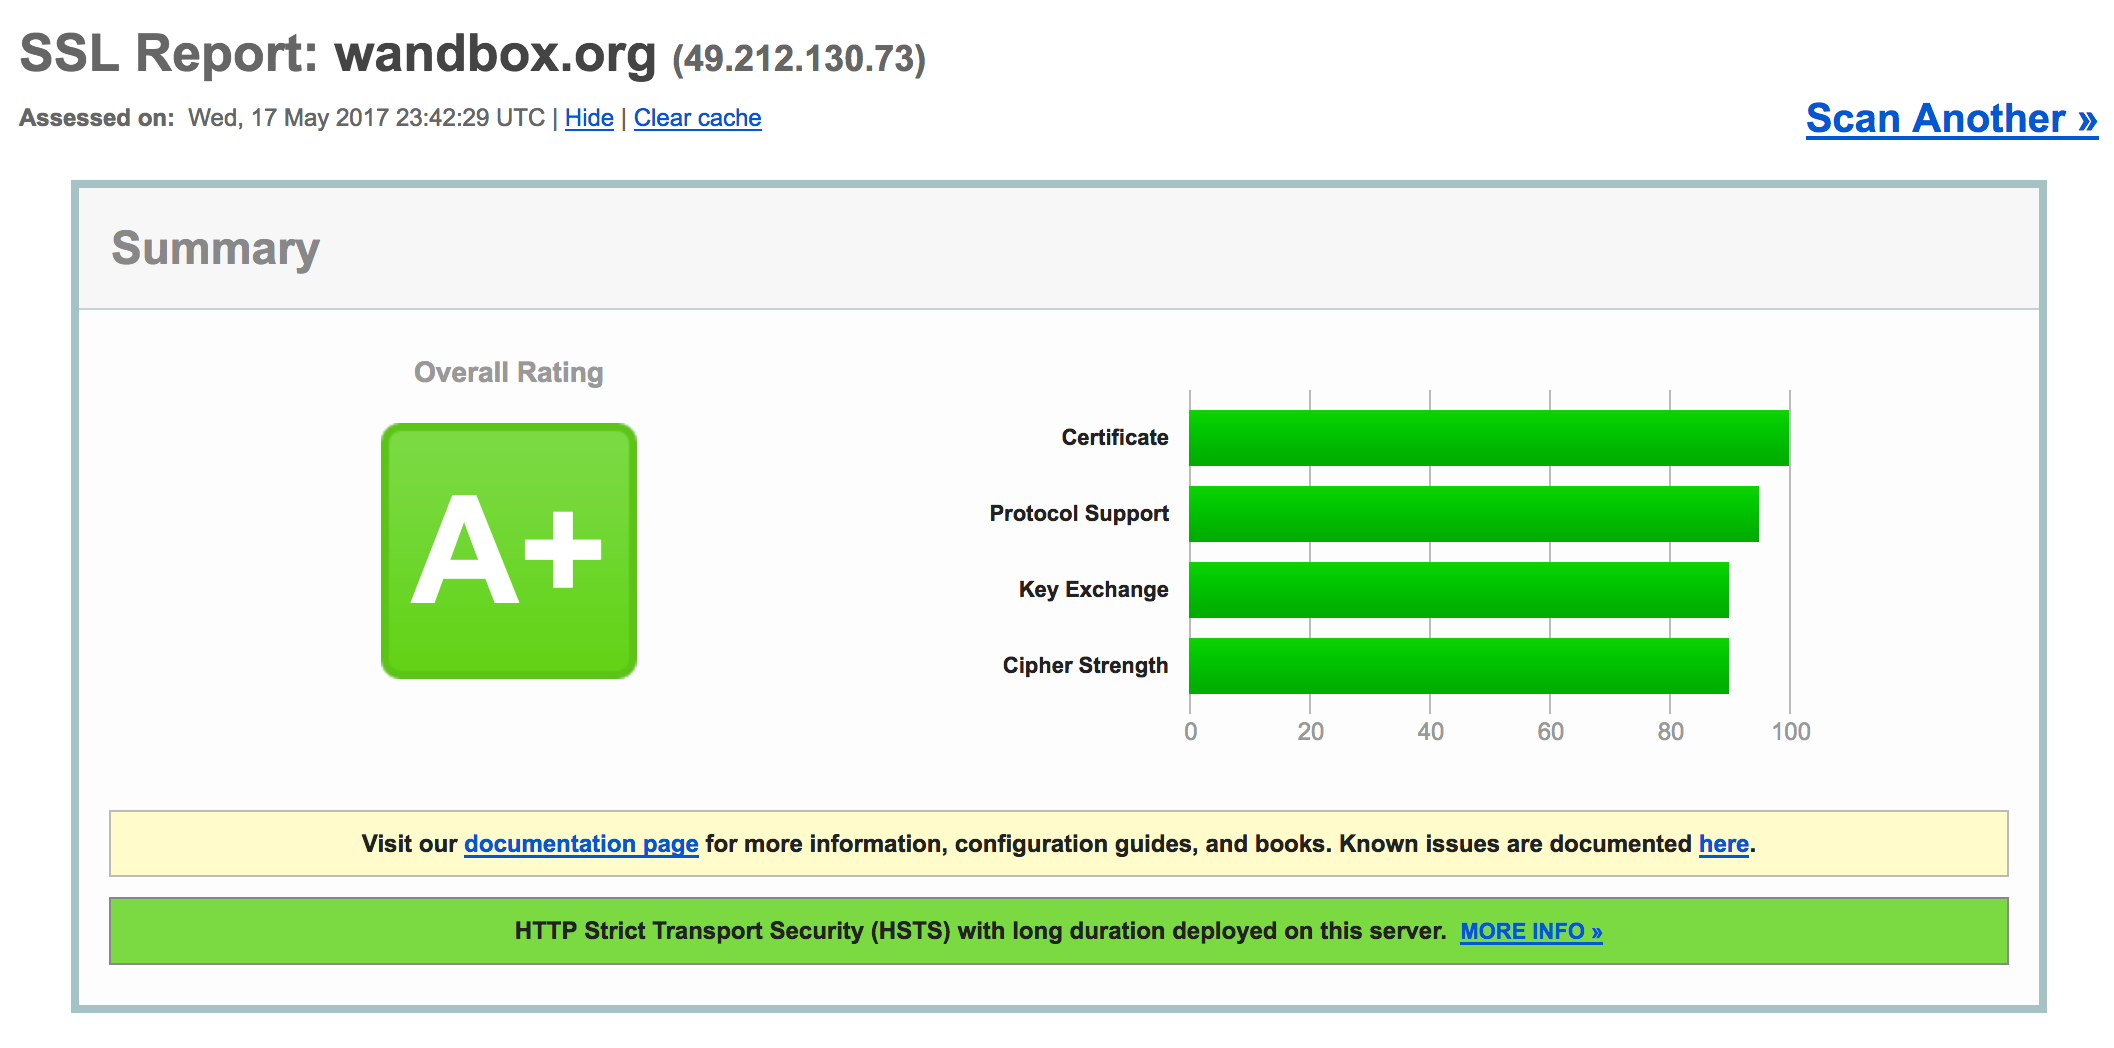 SSL Report: wandbox.org (49.212.130.73)
Assessed on: Wed, 17 May 2017 23:42:29 UTC | Hide | Clear cache
Scan Another »
Summary
Overall Rating
A+
Certificate
Protocol Support
Key Exchange
Cipher Strength
0 20 40 60 80 100
Visit our documentation page for more information, configuration guides, and books. Known issues are documented here.
HTTP Strict Transport Security (HSTS) with long duration deployed on this server. MORE INFO »